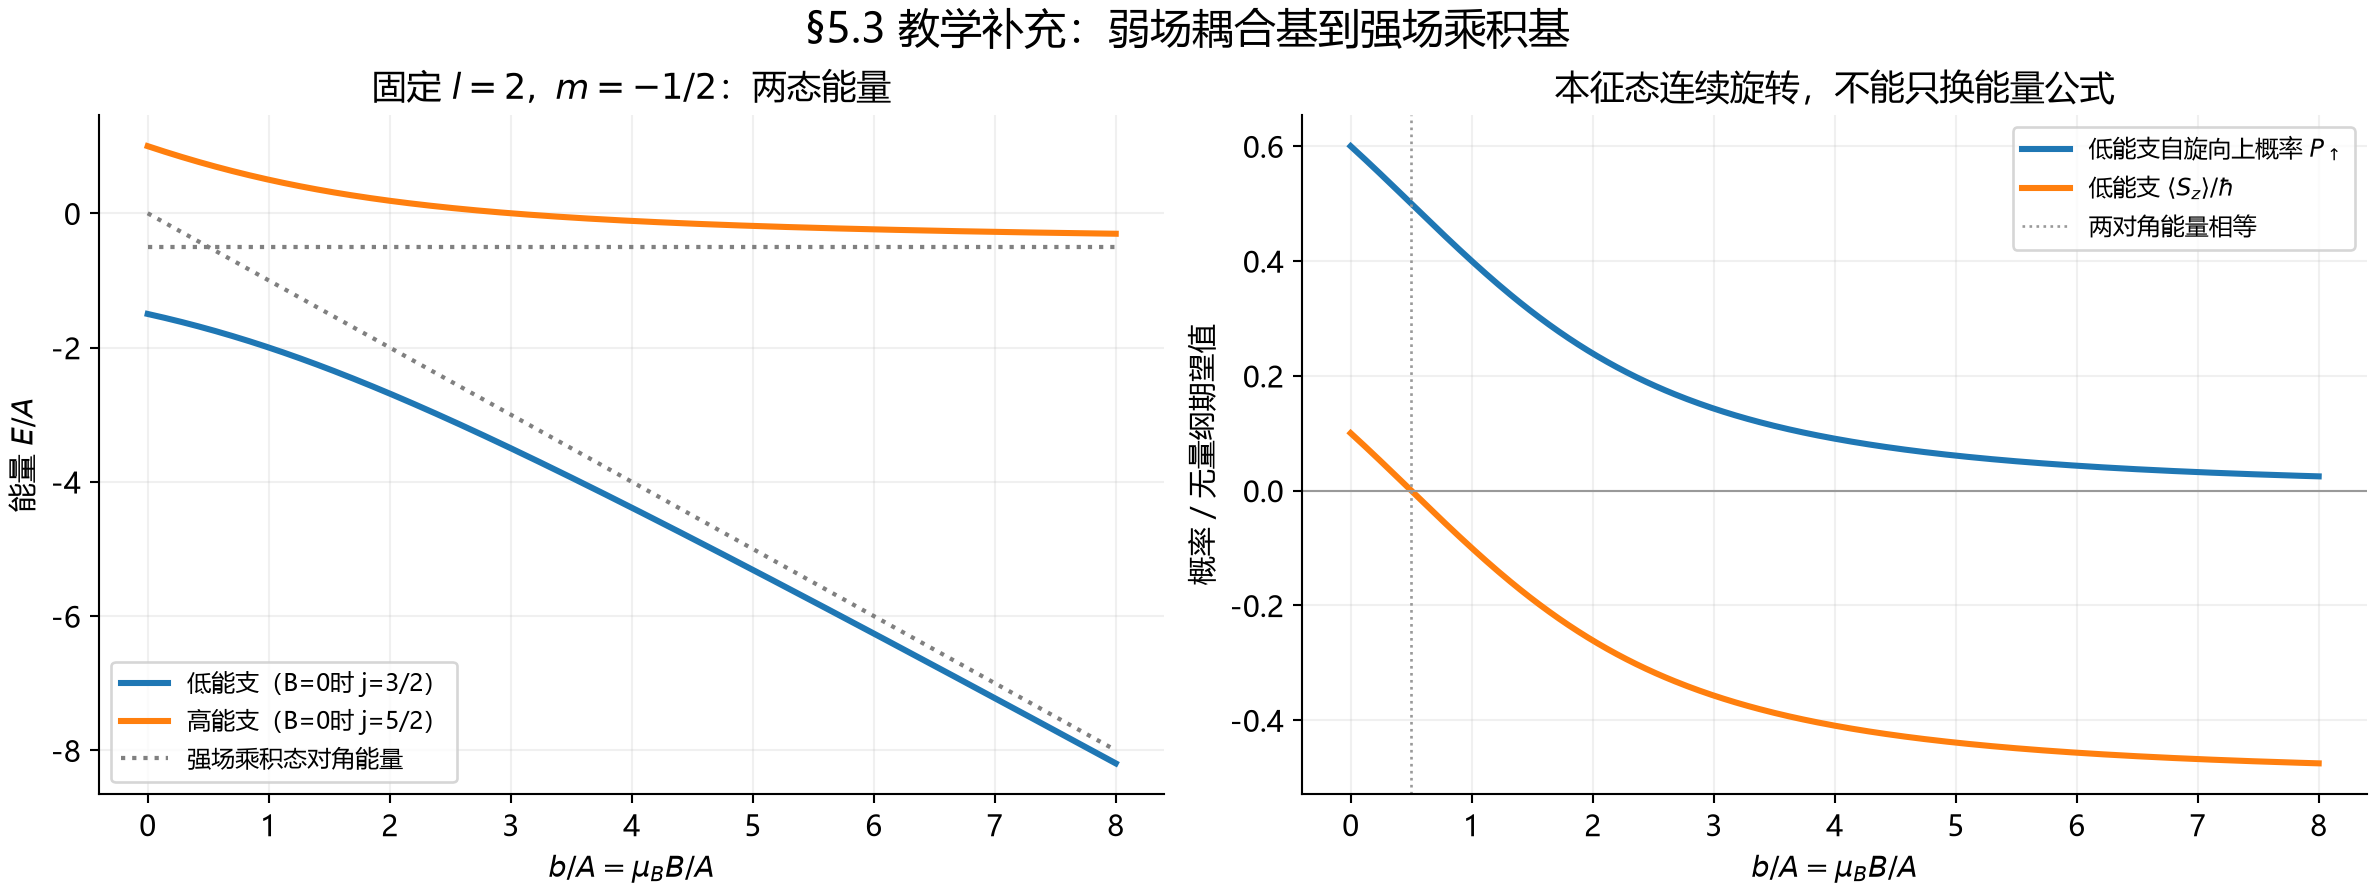 §5.3 教学补充：弱场耦合基到强场乘积基
固定 l = 2, m = −1/2：两态能量
能量 E/A
0
-2
-4
-6
-8
低能支（B=0时 j=3/2）
高能支（B=0时 j=5/2）
强场乘积态对角能量
0 1 2 3 4 5 6 7 8
b/A = μ_B B/A
本征态连续旋转，不能只换能量公式
概率 / 无量纲期望值
0.6
0.4
0.2
0.0
-0.2
-0.4
低能支自旋向上概率 P↑
低能支 ⟨S_z⟩/ħ
两对角能量相等
0 1 2 3 4 5 6 7 8
b/A = μ_B B/A